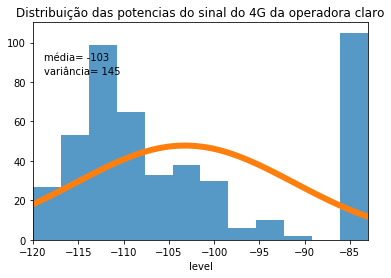 Distribuição das potencias do sinal do 4G da operadora claro
média= -103
variância= 145
100
80
60
40
20
0
−120 −115 −110 −105 −100 −95 −90 −85
level